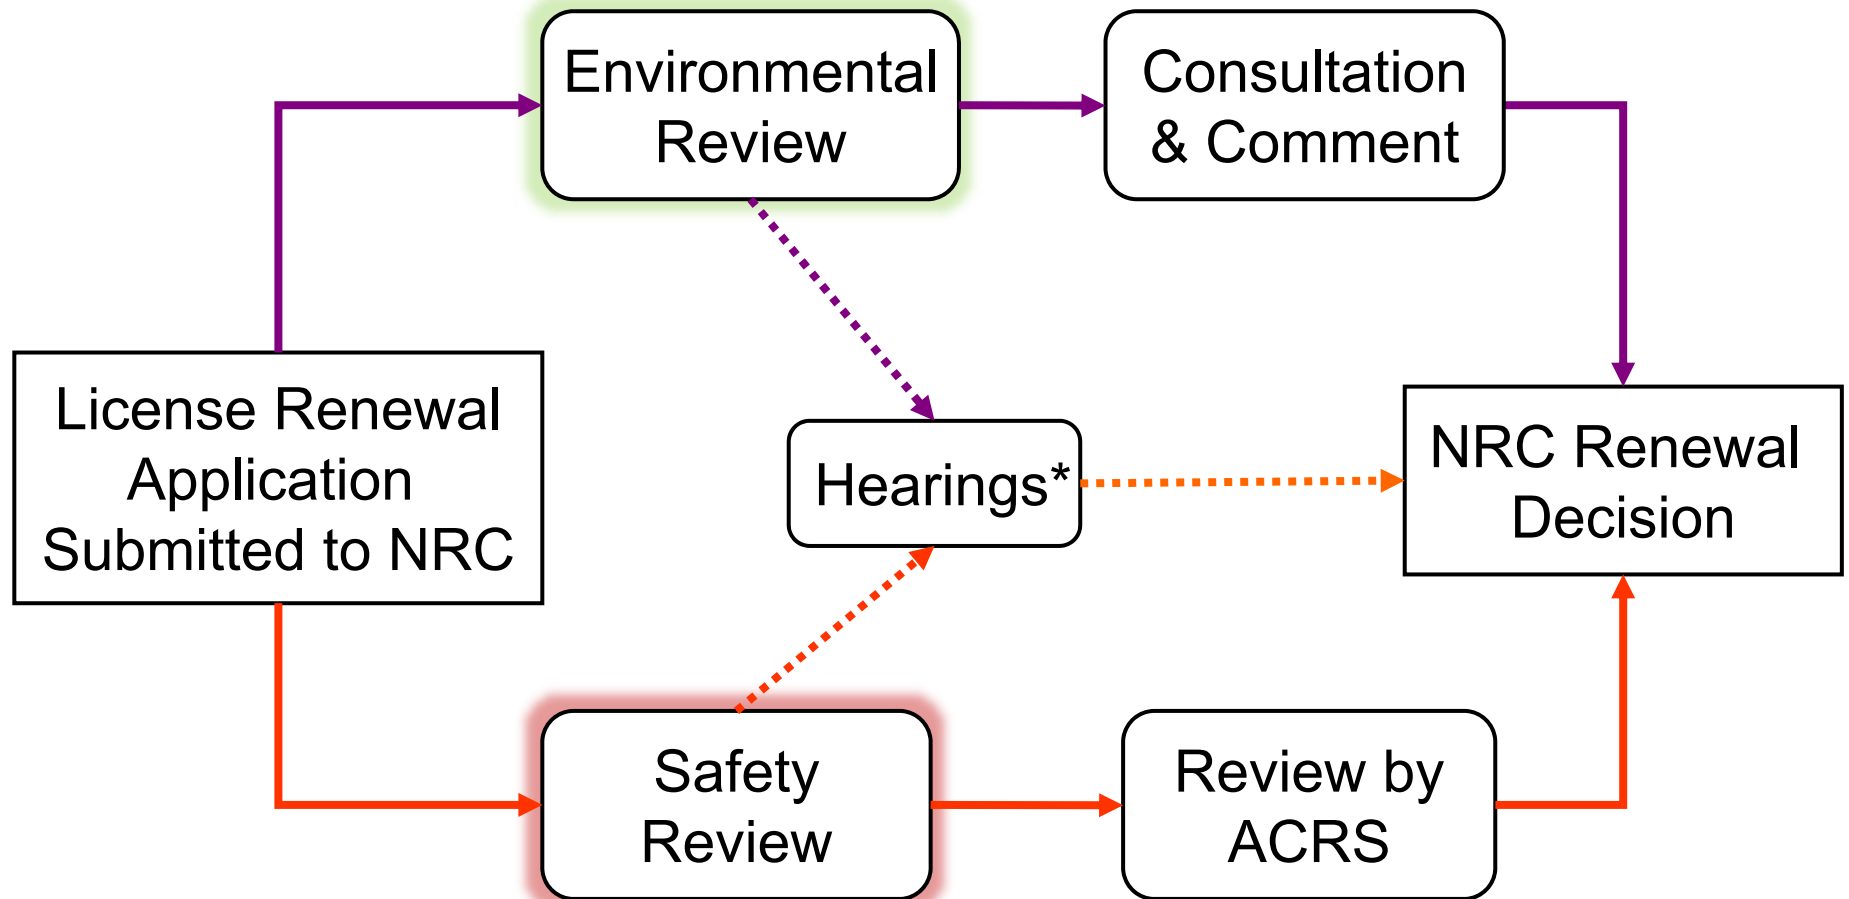 Environmental
Review
Consultation
& Comment
License Renewal
Application
Submitted to NRC
Hearings*
NRC Renewal
Decision
Safety
Review
Review by
ACRS